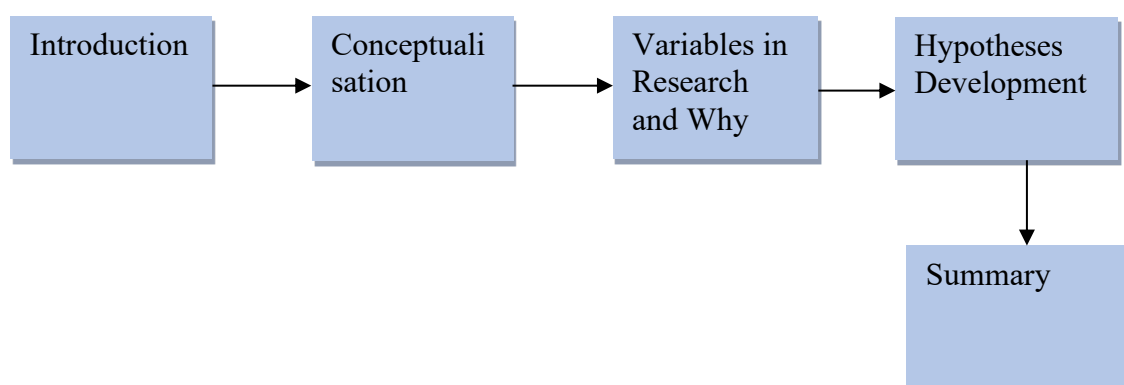 Introduction
Conceptuali
sation
Variables in
Research
and Why
Hypotheses
Development
Summary